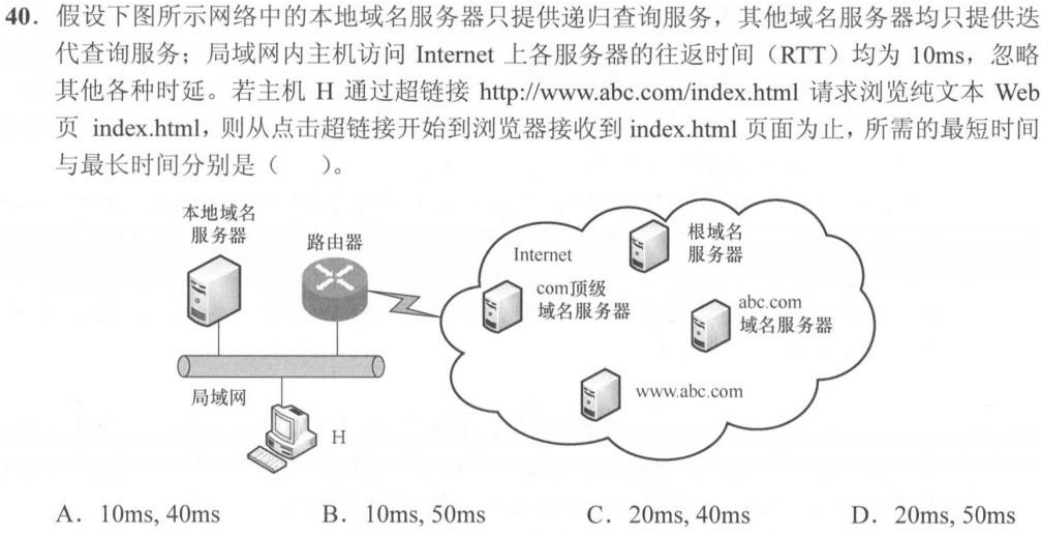 40．假设下图所示网络中的本地域名服务器只提供递归查询服务，其他域名服务器均只提供迭
代查询服务；局域网内主机访问 Internet 上各服务器的往返时间（RTT）均为 10ms，忽略
其他各种时延。若主机 H 通过超链接 http://www.abc.com/index.html 请求浏览纯文本 Web
页 index.html，则从点击超链接开始到浏览器接收到 index.html 页面为止，所需的最短时间
与最长时间分别是（    ）。
本地域名
服务器
路由器
Internet
根域名
服务器
com顶级
域名服务器
abc.com
域名服务器
www.abc.com
局域网
H
A．10ms, 40ms  B．10ms, 50ms  C．20ms, 40ms  D．20ms, 50ms